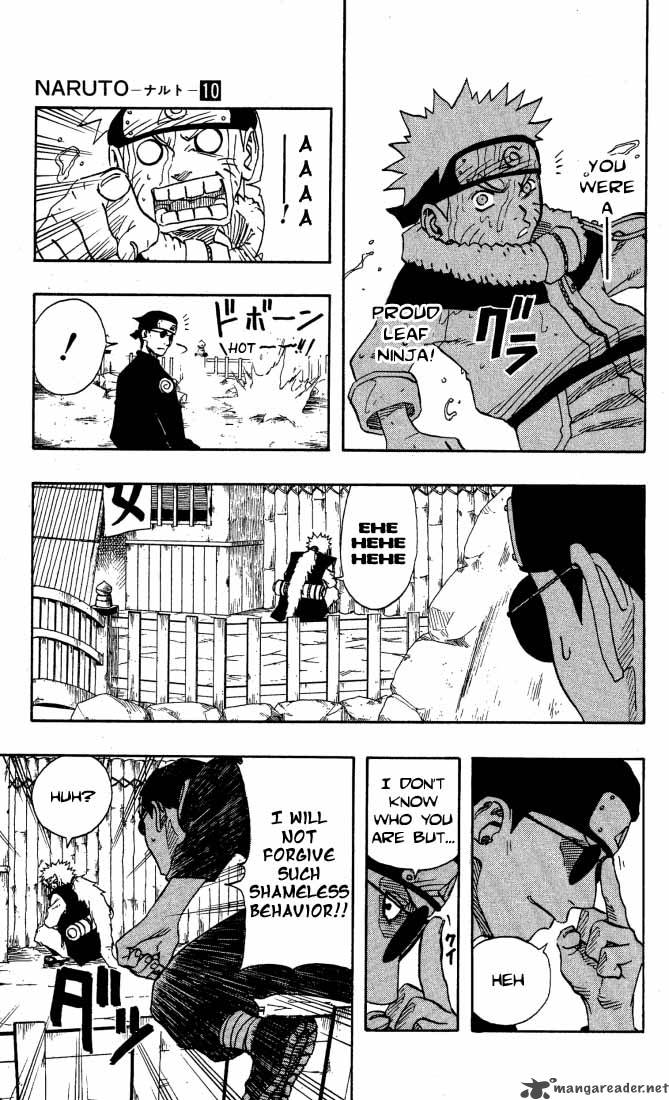 YOU
WERE
A
PROUD
LEAF
NINJA!
グラ
NARUTO—ナルト—10
AAAA
—!
ドボーン
HOT ——!!
!
女
EHE
HEHE
HEHE
HEH
I DON'T
KNOW
WHO YOU
ARE BUT...
クイ
I WILL
NOT
FORGIVE
SUCH
SHAMELESS
BEHAVIOR!!
HUH?
ダッ
mangareader.net